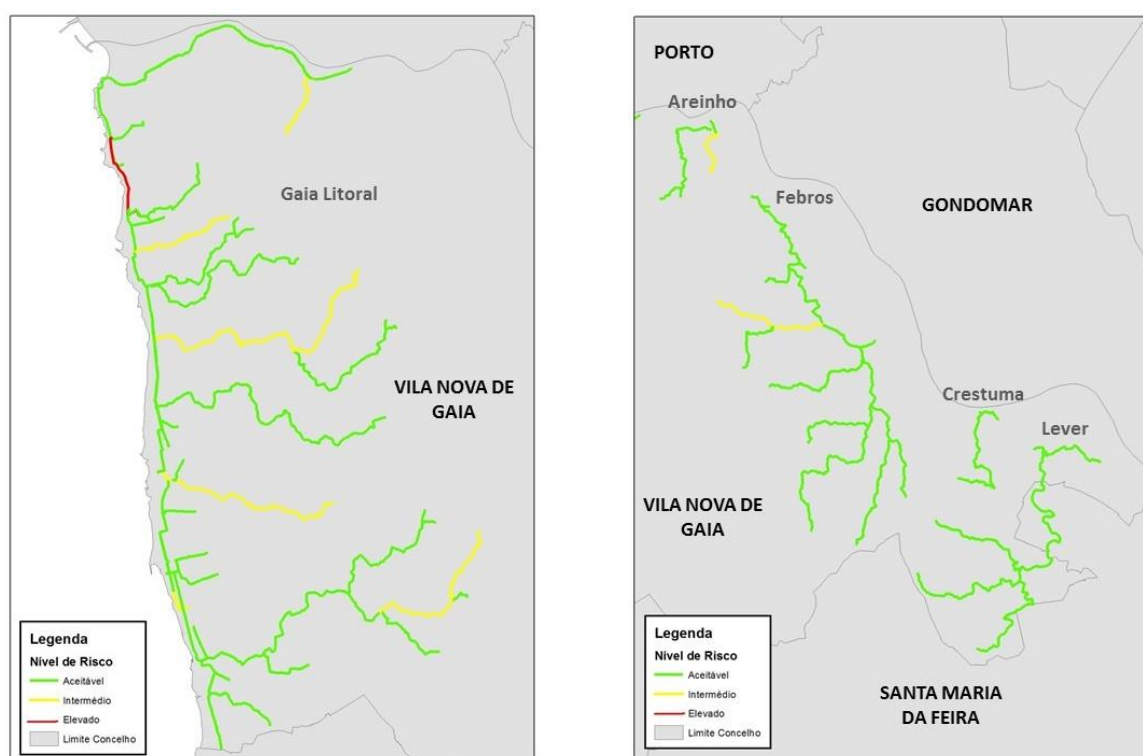 Gaia Litoral
VILA NOVA DE
GAIA
Legenda
Nível de Risco
Aceitável
Intermédio
Elevado
Limite Concelho
PORTO
Areinho
Febros
GONDOMAR
Crestuma
Lever
VILA NOVA DE
GAIA
Legenda
Nível de Risco
Aceitável
Intermédio
Elevado
Limite Concelho
SANTA MARIA
DA FEIRA